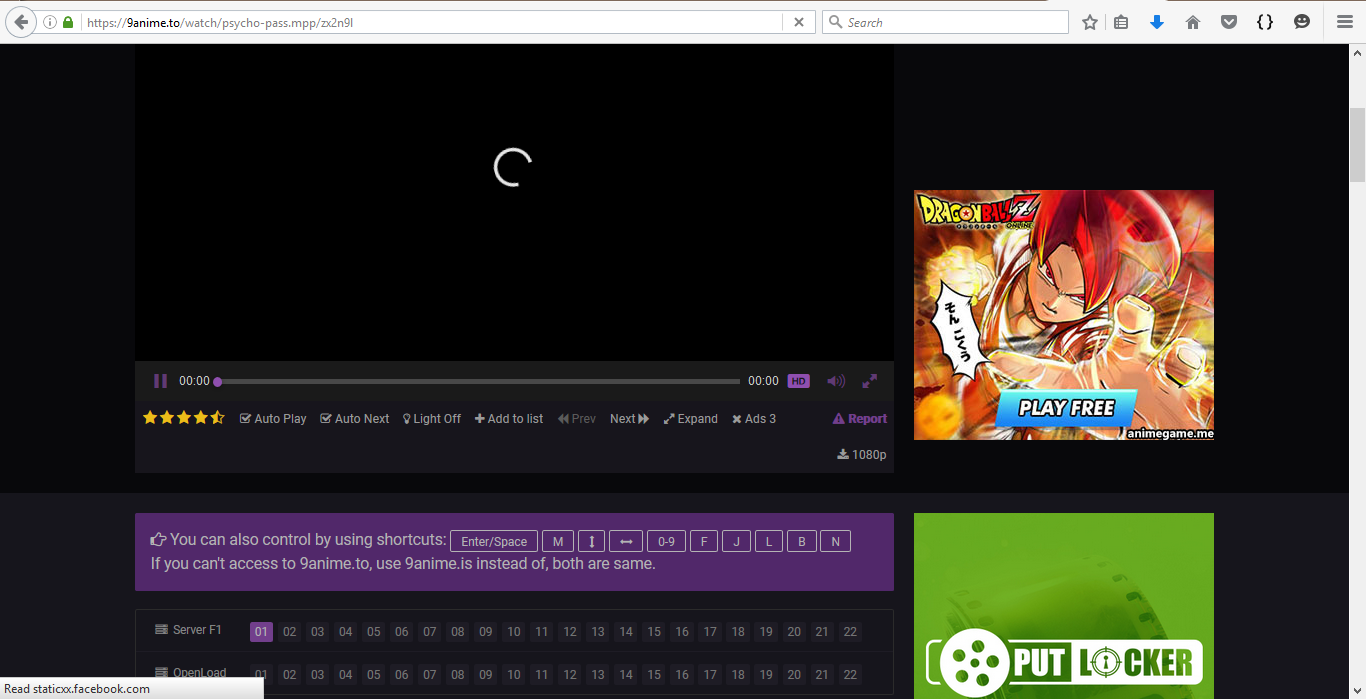 https://9anime.to/watch/psycho-pass.mpp/zx2n9l
Search
DRAGONBALL Z
ONLINE
そん ごくう
PLAY FREE
animegame.me
00:00
00:00
HD
Auto Play
Auto Next
Light Off
Add to list
Prev
Next
Expand
Ads 3
Report
1080p
You can also control by using shortcuts: Enter/Space M 0-9 F J L B N
If you can't access to 9anime.to, use 9anime.is instead of, both are same.
Server F1 01 02 03 04 05 06 07 08 09 10 11 12 13 14 15 16 17 18 19 20 21 22
OpenLoad 01 02 03 04 05 06 07 08 09 10 11 12 13 14 15 16 17 18 19 20 21 22
PUT LOCKER
Read staticxx.facebook.com